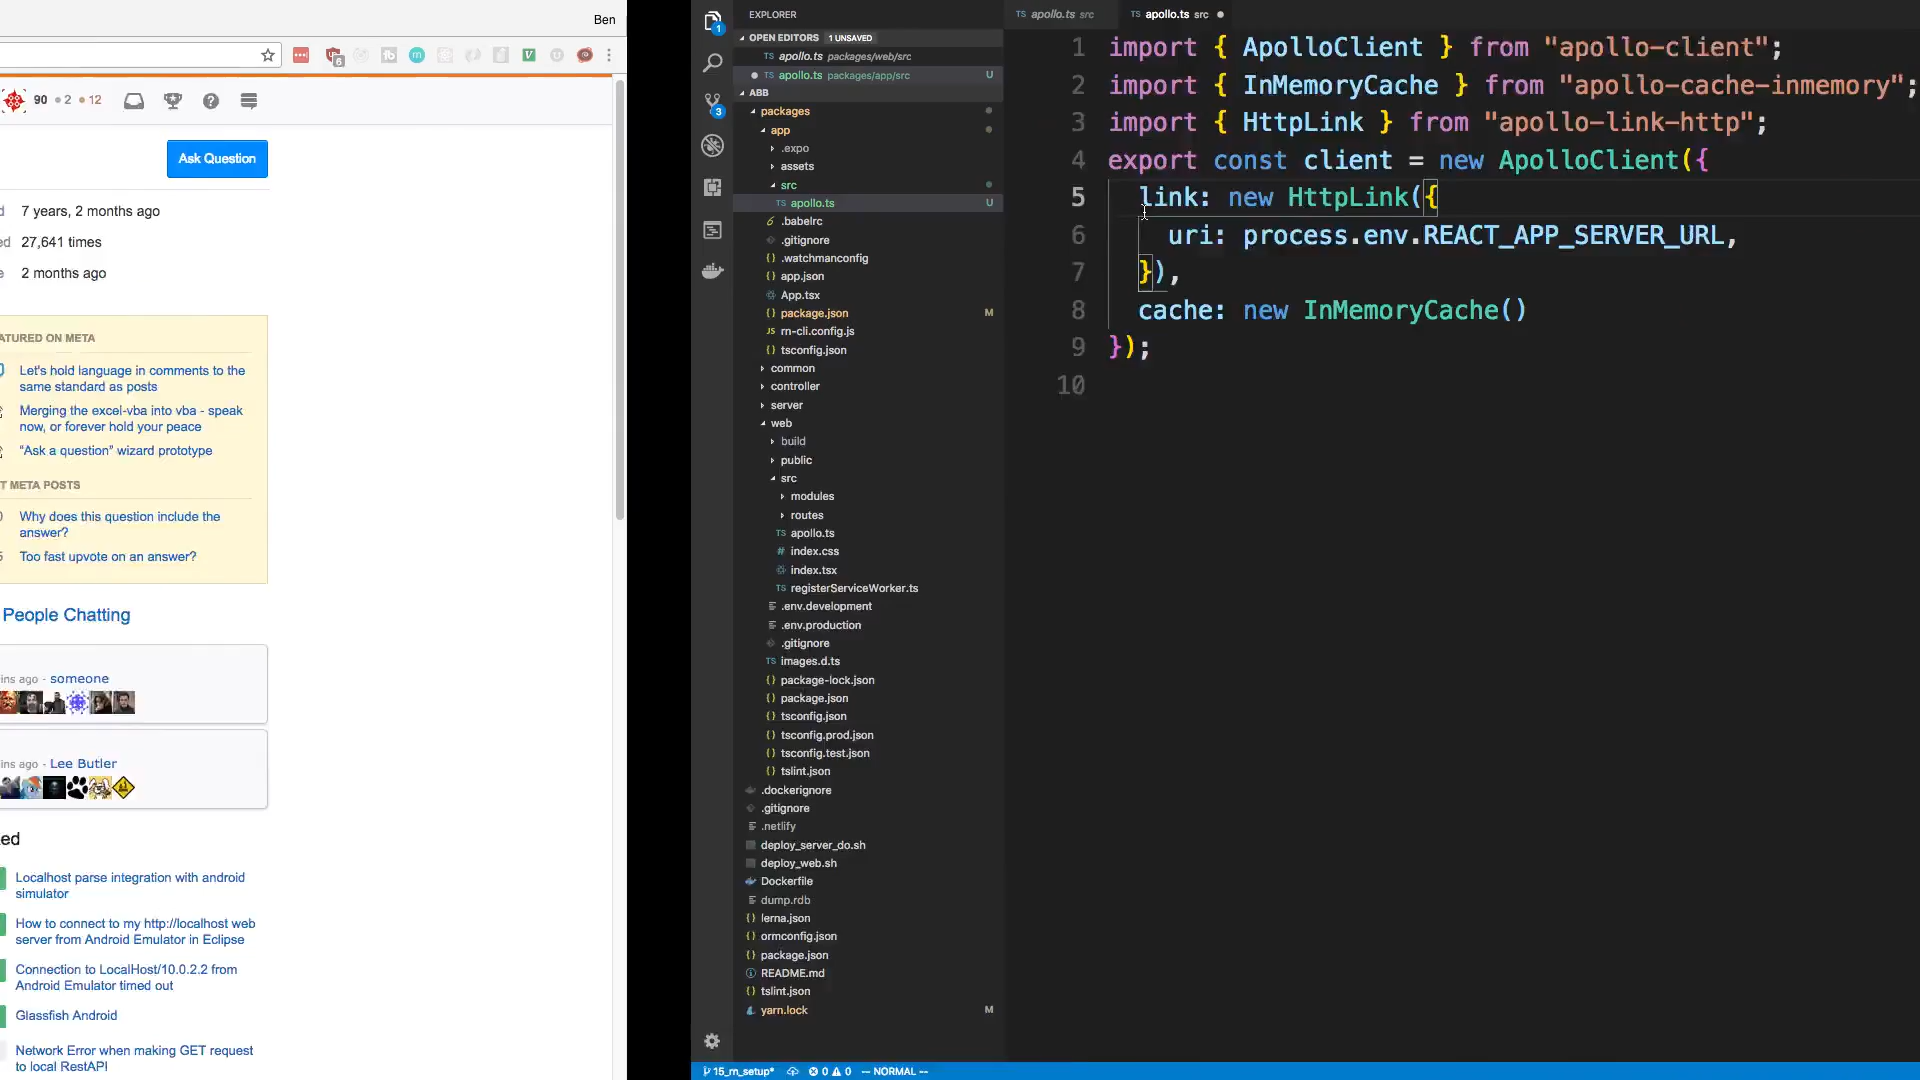 Ben
6
90 2 12
Ask Question
7 years, 2 months ago
27,641 times
2 months ago
ATURED ON META
Let's hold language in comments to the
same standard as posts
Merging the excel-vba into vba - speak
now, or forever hold your peace
“Ask a question” wizard prototype
T META POSTS
Why does this question include the
answer?
Too fast upvote on an answer?
People Chatting
ins ago - someone
ins ago - Lee Butler
ed
Localhost parse integration with android
simulator
How to connect to my http://localhost web
server from Android Emulator in Eclipse
Connection to LocalHost/10.0.2.2 from
Android Emulator timed out
Glassfish Android
Network Error when making GET request
to local RestAPI
1
3
EXPLORER
OPEN EDITORS 1 UNSAVED
TS apollo.ts packages/web/src
TS apollo.ts packages/app/src U
ABB
packages
app
.expo
assets
src
TS apollo.ts U
.babelrc
.gitignore
{} .watchmanconfig
{} app.json
App.tsx
{} package.json M
JS rn-cli.config.js
{} tsconfig.json
common
controller
server
web
build
public
src
modules
routes
TS apollo.ts
# index.css
index.tsx
TS registerServiceWorker.ts
.env.development
.env.production
.gitignore
TS images.d.ts
{} package-lock.json
{} package.json
{} tsconfig.json
{} tsconfig.prod.json
{} tsconfig.test.json
{} tslint.json
.dockerignore
.gitignore
.netlify
deploy_server_do.sh
deploy_web.sh
Dockerfile
dump.rdb
{} lerna.json
{} ormconfig.json
{} package.json
README.md
{} tslint.json
yarn.lock M
TS apollo.ts src
TS apollo.ts src
1 import { ApolloClient } from "apollo-client";
2 import { InMemoryCache } from "apollo-cache-inmemory";
3 import { HttpLink } from "apollo-link-http";
4 export const client = new ApolloClient({
5 link: new HttpLink({
6 uri: process.env.REACT_APP_SERVER_URL,
7 }),
8 cache: new InMemoryCache()
9 });
10
15_rn_setup* 0 0 -- NORMAL --